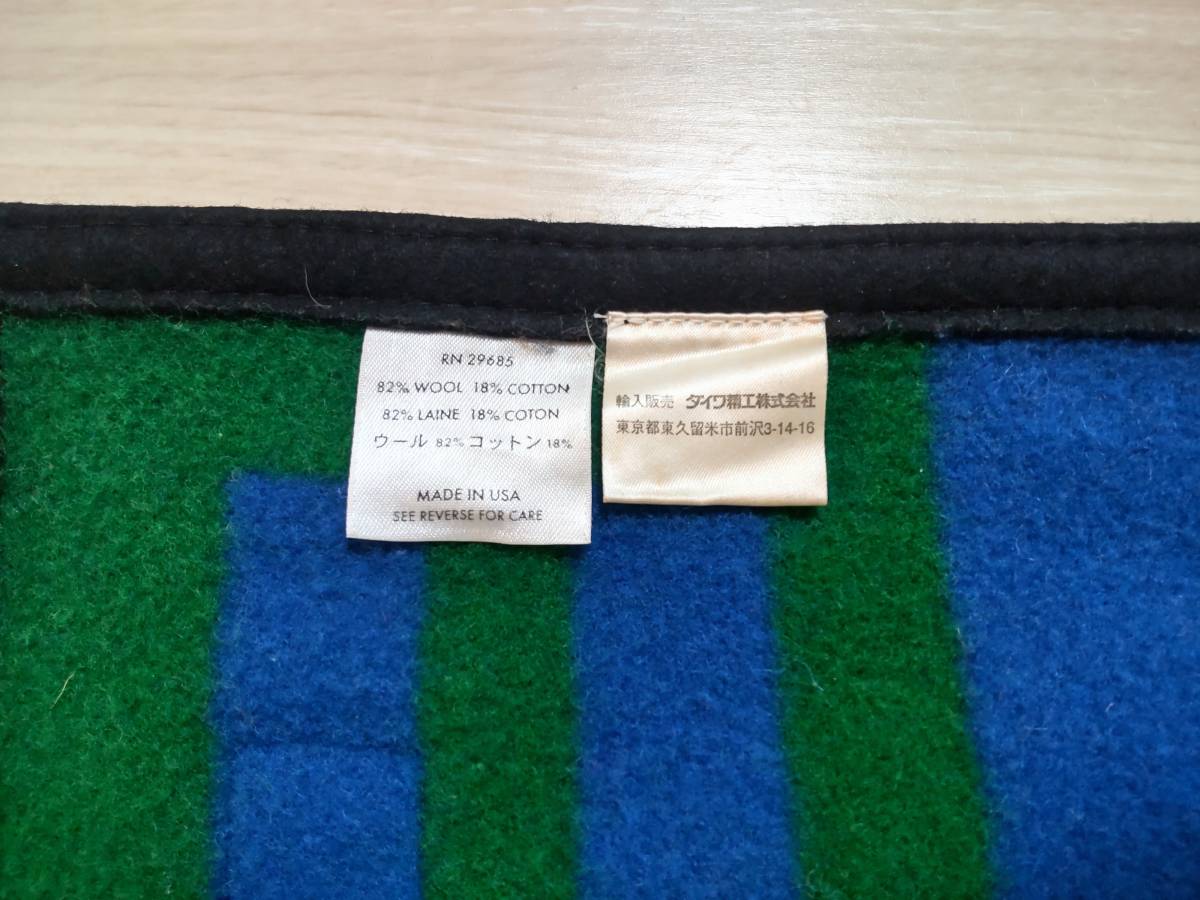 RN 29685
82% WOOL 18% COTTON
82% LAINE 18% COTON
ウール 82% コットン 18%
MADE IN USA
SEE REVERSE FOR CARE
輸入販売 ダイワ精工株式会社
東京都東久留米市前沢3-14-16